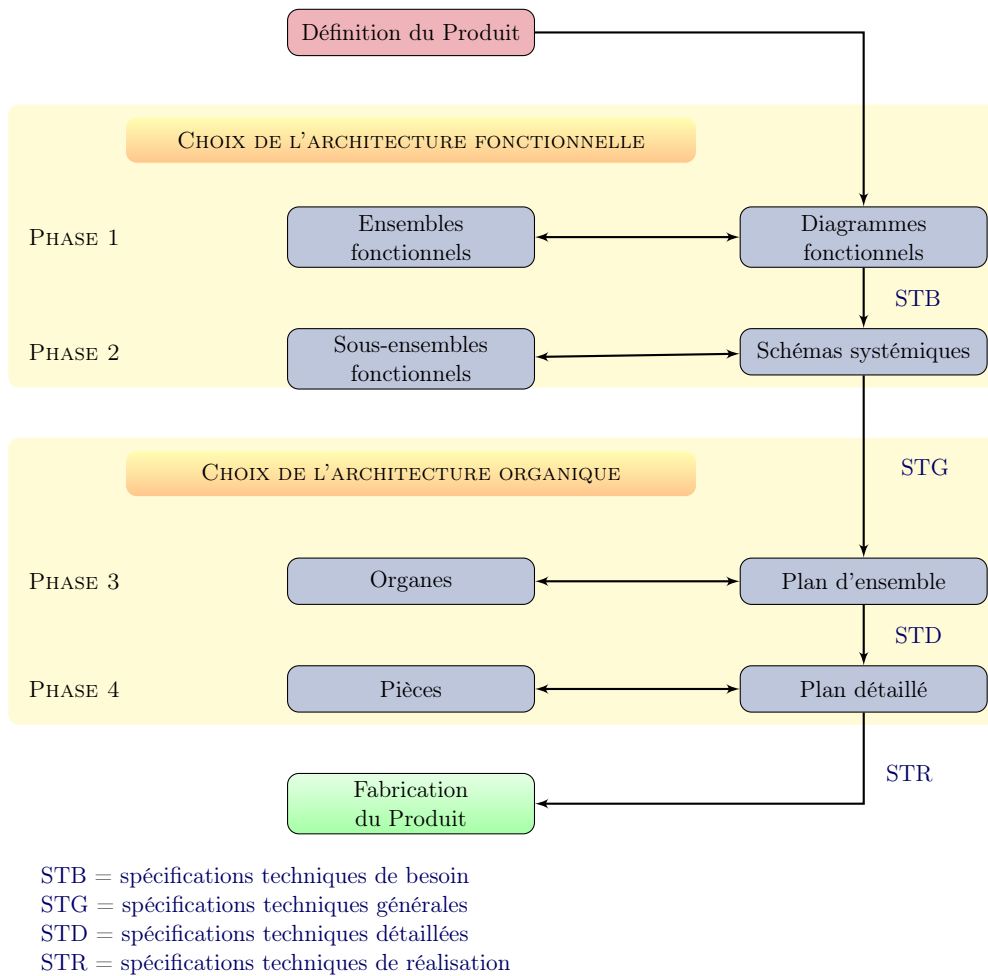 Définition du Produit
Choix de l'architecture fonctionnelle
Phase 1
Ensembles
fonctionnels
Diagrammes
fonctionnels
STB
Phase 2
Sous-ensembles
fonctionnels
Schémas systémiques
Choix de l'architecture organique
STG
Phase 3
Organes
Plan d'ensemble
STD
Phase 4
Pièces
Plan détaillé
STR
Fabrication
du Produit
STB = spécifications techniques de besoin
STG = spécifications techniques générales
STD = spécifications techniques détaillées
STR = spécifications techniques de réalisation